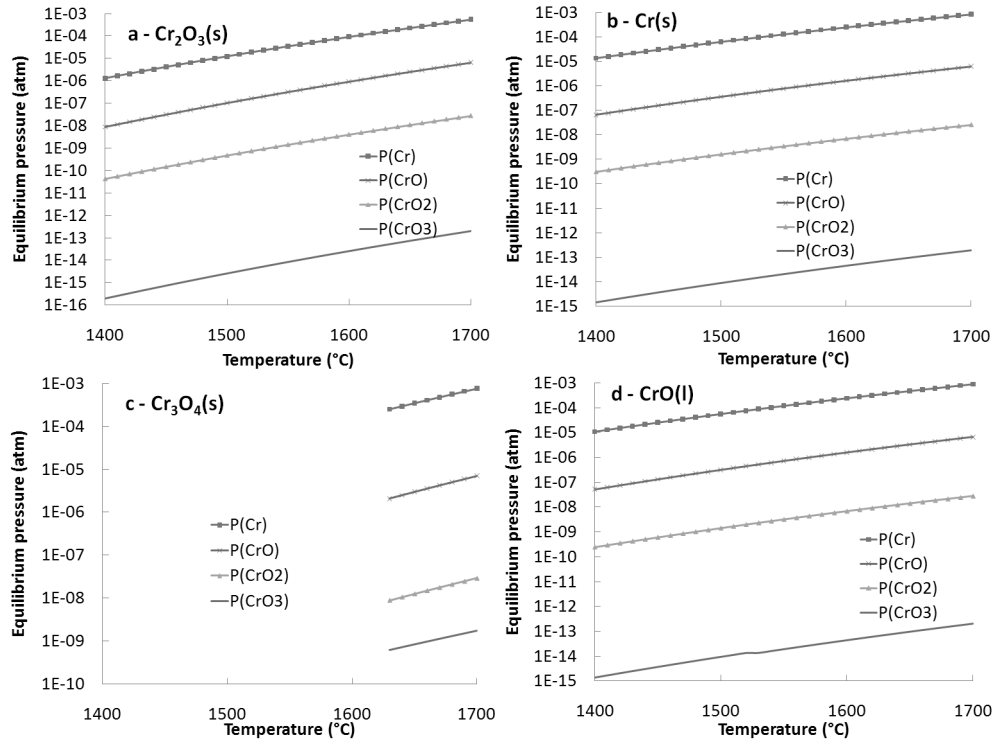 a - Cr2O3(s)
Equilibrium pressure (atm)
1E-03
1E-04
1E-05
1E-06
1E-07
1E-08
1E-09
1E-10
1E-11
1E-12
1E-13
1E-14
1E-15
1E-16
P(Cr)
P(CrO)
P(CrO2)
P(CrO3)
1400 1500 1600 1700
Temperature (°C)
b - Cr(s)
Equilibrium pressure (atm)
1E-03
1E-04
1E-05
1E-06
1E-07
1E-08
1E-09
1E-10
1E-11
1E-12
1E-13
1E-14
1E-15
P(Cr)
P(CrO)
P(CrO2)
P(CrO3)
1400 1500 1600 1700
Temperature (°C)
c - Cr3O4(s)
Equilibrium pressure (atm)
1E-03
1E-04
1E-05
1E-06
1E-07
1E-08
1E-09
1E-10
P(Cr)
P(CrO)
P(CrO2)
P(CrO3)
1400 1500 1600 1700
Temperature (°C)
d - CrO(l)
Equilibrium pressure (atm)
1E-03
1E-04
1E-05
1E-06
1E-07
1E-08
1E-09
1E-10
1E-11
1E-12
1E-13
1E-14
1E-15
P(Cr)
P(CrO)
P(CrO2)
P(CrO3)
1400 1500 1600 1700
Temperature (°C)